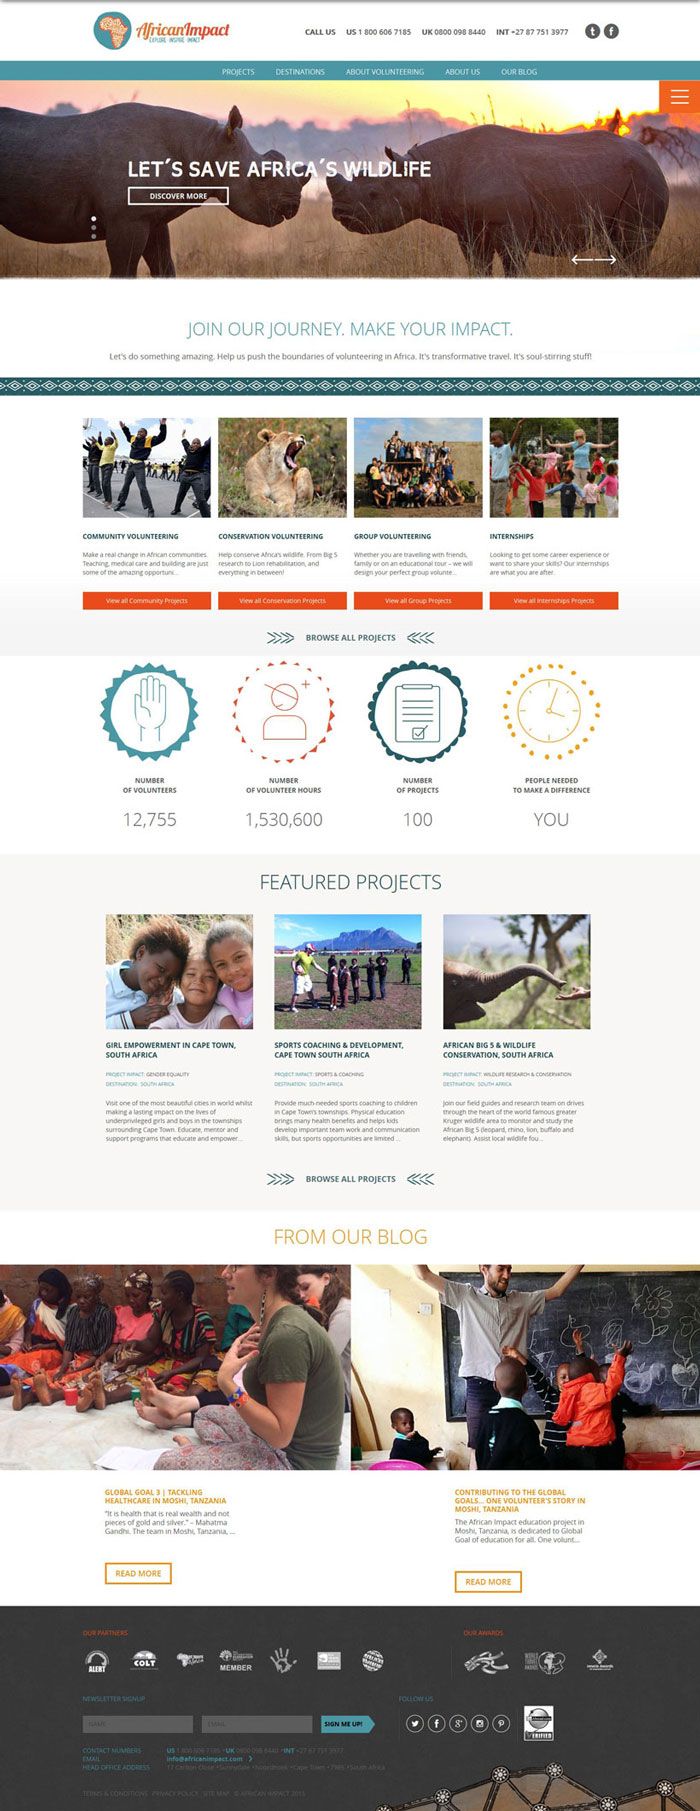 AfricanImpact
EXPLORE INSPIRE IMPACT
CALL US US 1 800 606 7185 UK 0800 098 8440 INT +27 87 751 3977
PROJECTS DESTINATIONS ABOUT VOLUNTEERING ABOUT US OUR BLOG
LET´S SAVE AFRICA´S WILDLIFE
DISCOVER MORE
JOIN OUR JOURNEY. MAKE YOUR IMPACT.
Let's do something amazing. Help us push the boundaries of volunteering in Africa. It's transformative travel. It's soul-stirring stuff!
COMMUNITY VOLUNTEERING
Make a real change in African communities.
Teaching, medical care and building are just
some of the amazing opportuni...
View all Community Projects
CONSERVATION VOLUNTEERING
Help conserve Africa's wildlife. From Big 5
research to Lion rehabilitation, and
everything in between!
View all Conservation Projects
GROUP VOLUNTEERING
Whether you are travelling with friends,
family or on an educational tour – we will
design your perfect group volunte...
View all Group Projects
INTERNSHIPS
Looking to get some career experience or
want to share your skills? Our internships
are what you are after.
View all Internships Projects
BROWSE ALL PROJECTS
NUMBER
OF VOLUNTEERS
12,755
NUMBER
OF VOLUNTEER HOURS
1,530,600
NUMBER
OF PROJECTS
100
PEOPLE NEEDED
TO MAKE A DIFFERENCE
YOU
FEATURED PROJECTS
GIRL EMPOWERMENT IN CAPE TOWN,
SOUTH AFRICA
PROJECT IMPACT: GENDER EQUALITY
DESTINATION: SOUTH AFRICA
Visit one of the most beautiful cities in world whilst
making a lasting impact on the lives of
underprivileged girls and boys in the townships
surrounding Cape Town. Educate, mentor and
support programs that educate and empower...
SPORTS COACHING & DEVELOPMENT,
CAPE TOWN SOUTH AFRICA
PROJECT IMPACT: SPORTS & COACHING
DESTINATION: SOUTH AFRICA
Provide much-needed sports coaching to children
in Cape Town's townships. Physical education
brings many health benefits and helps kids
develop important team work and communication
skills, but sports opportunities are limited ...
AFRICAN BIG 5 & WILDLIFE
CONSERVATION, SOUTH AFRICA
PROJECT IMPACT: WILDLIFE RESEARCH & CONSERVATION
DESTINATION: SOUTH AFRICA
Join our field guides and research team on drives
through the heart of the world famous greater
Kruger wildlife area to monitor and study the
African Big 5 (leopard, rhino, lion, buffalo and
elephant). Assist local wildlife fou...
BROWSE ALL PROJECTS
FROM OUR BLOG
GLOBAL GOAL 3 | TACKLING
HEALTHCARE IN MOSHI, TANZANIA
“It is health that is real wealth and not
pieces of gold and silver.” – Mahatma
Gandhi. The team in Moshi, Tanzania, ...
READ MORE
CONTRIBUTING TO THE GLOBAL
GOALS... ONE VOLUNTEER'S STORY IN
MOSHI, TANZANIA
The African Impact education project in
Moshi, Tanzania, is dedicated to Global
Goal of education for all. One volunt...
READ MORE
OUR PARTNERS
ALERT
COLT
MEMBER
OUR AWARDS
NEWSLETTER SIGNUP
NAME
EMAIL
SIGN ME UP!
FOLLOW US
VERIFIED
CONTACT NUMBERS US 1 800 606 7185 • UK 0800 098 8440 • INT +27 87 751 3977
EMAIL info@africanimpact.com
HEAD OFFICE ADDRESS 17 Carlton Close • Sunnydale • Noordhoek • Cape Town • 7985 • South Africa
TERMS & CONDITIONS PRIVACY POLICY SITE MAP © AFRICAN IMPACT 2015